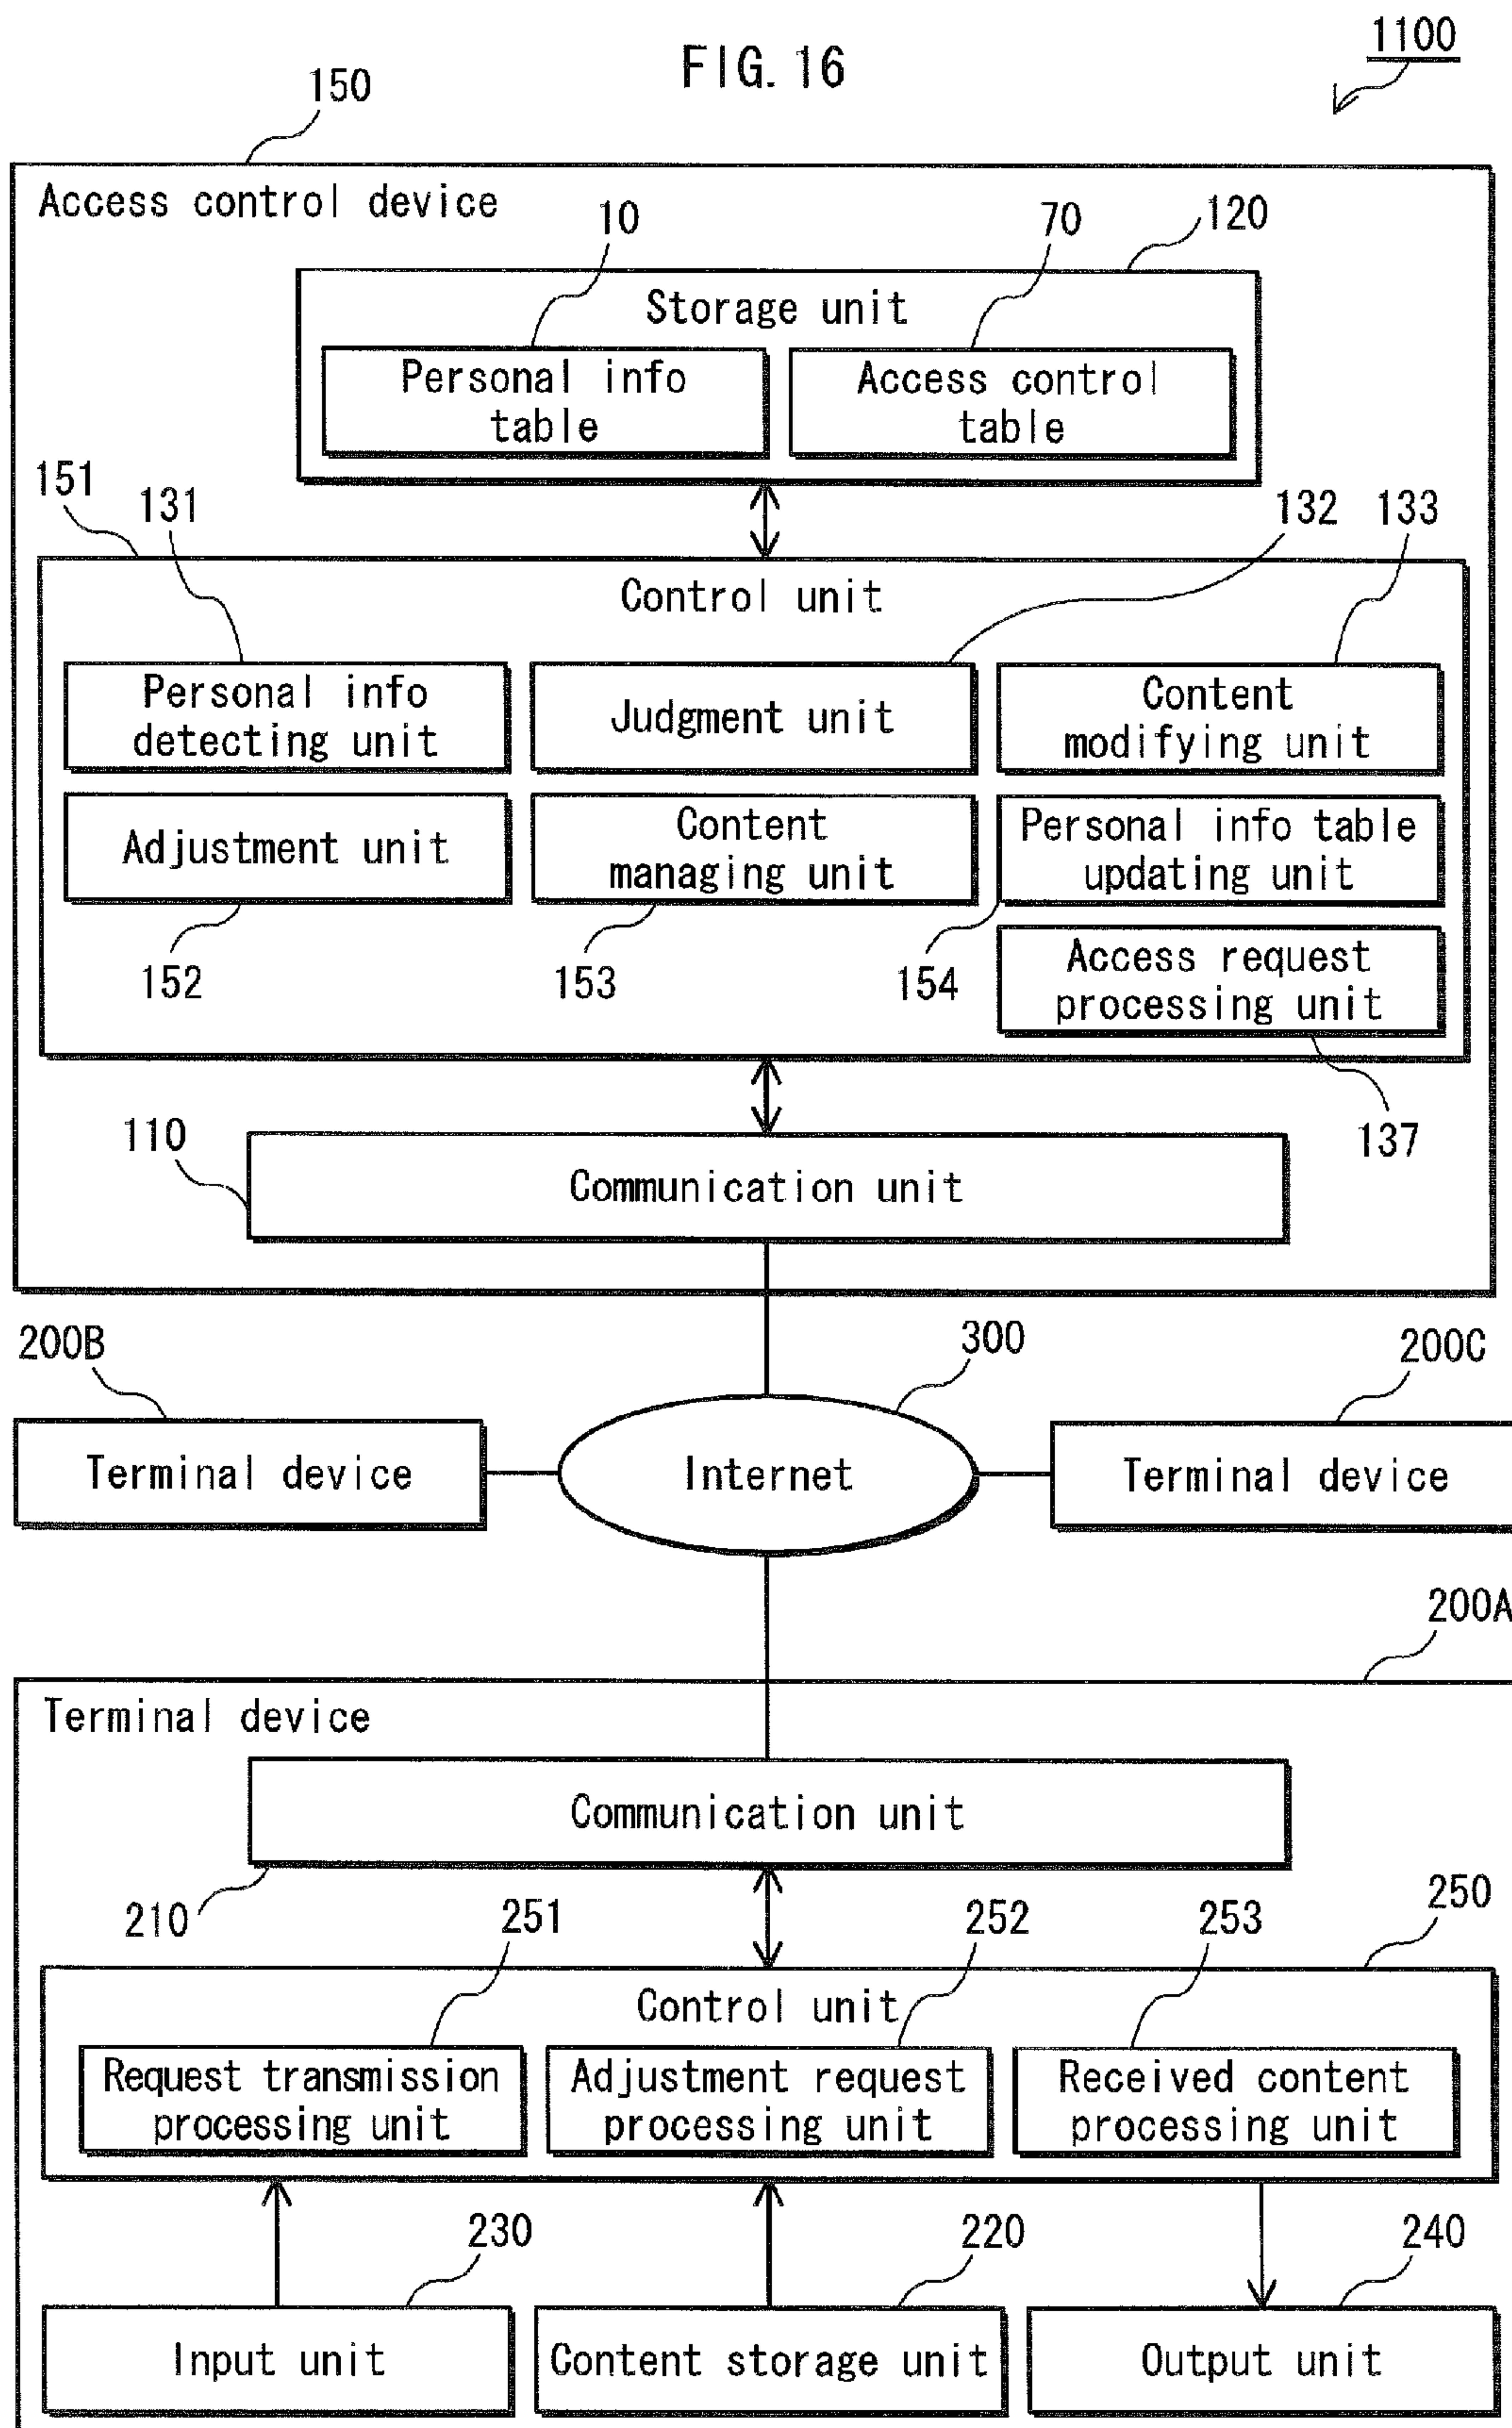 FIG. 16
1100
150
Access control device
10
70
120
Storage unit
Personal info
table
Access control
table
151
131
132
133
Control unit
Personal info
detecting unit
Judgment unit
Content
modifying unit
Adjustment unit
Content
managing unit
Personal info table
updating unit
152
153
154
Access request
processing unit
137
110
Communication unit
200B
300
200C
Terminal device
Internet
Terminal device
200A
Terminal device
Communication unit
210
251
252
253
250
Control unit
Request transmission
processing unit
Adjustment request
processing unit
Received content
processing unit
230
220
240
Input unit
Content storage unit
Output unit